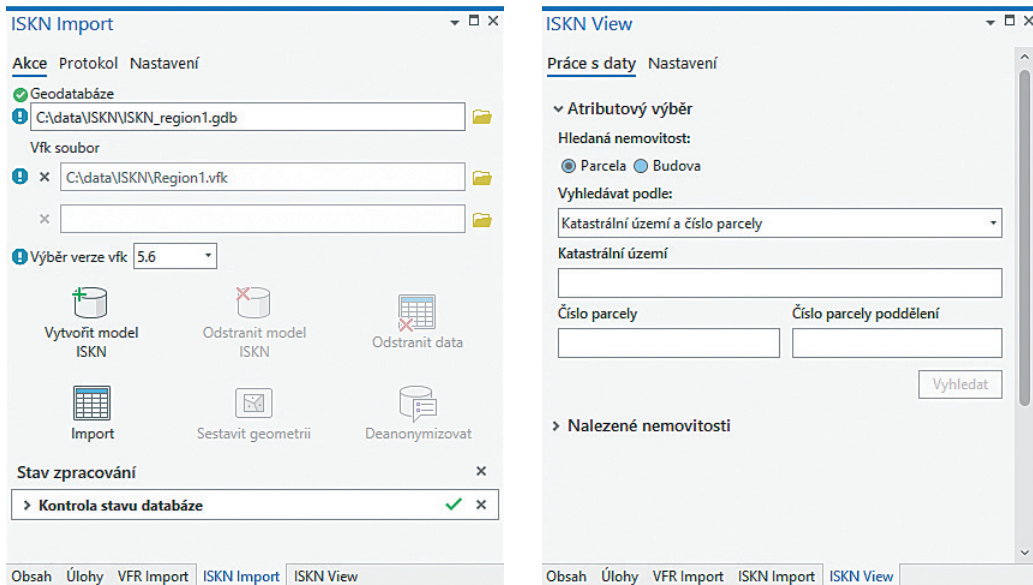 ISKN Import
Akce Protokol Nastavení
Geodatabáze
C:\data\ISKN\ISKN_region1.gdb
Vfk soubor
C:\data\ISKN\Region1.vfk
Výběr verze vfk 5.6
Vytvořit model
ISKN
Odstranit model
ISKN
Odstranit data
Import
Sestavit geometrii
Deanonymizovat
Stav zpracování
Kontrola stavu databáze
Obsah Úlohy VFR Import ISKN Import ISKN View
ISKN View
Práce s daty Nastavení
Atributový výběr
Hledaná nemovitost:
Parcela Budova
Vyhledávat podle:
Katastrální území a číslo parcely
Katastrální území
Číslo parcely Číslo parcely poddělení
Vyhledat
Nalezené nemovitosti
Obsah Úlohy VFR Import ISKN Import ISKN View